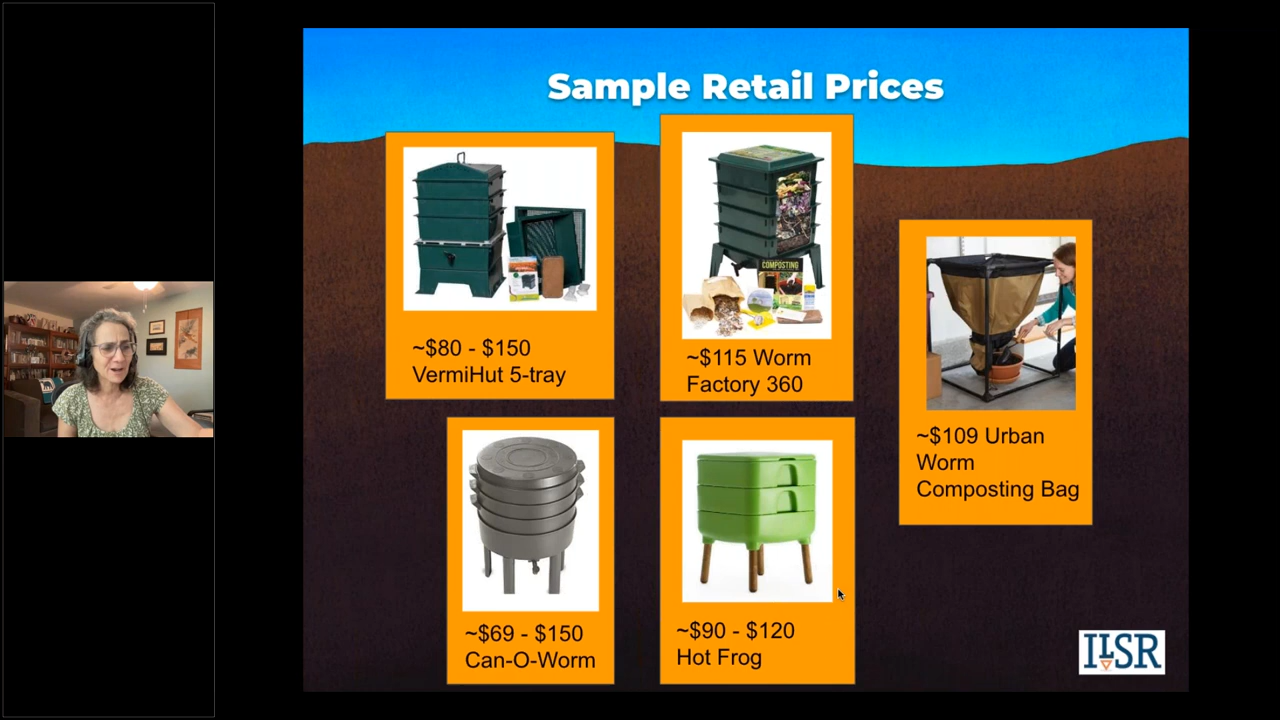 Sample Retail Prices
COMPOSTING
~$80 - $150
VermiHut 5-tray
~$115 Worm
Factory 360
~$109 Urban
Worm
Composting Bag
~$69 - $150
Can-O-Worm
~$90 - $120
Hot Frog
ILSR